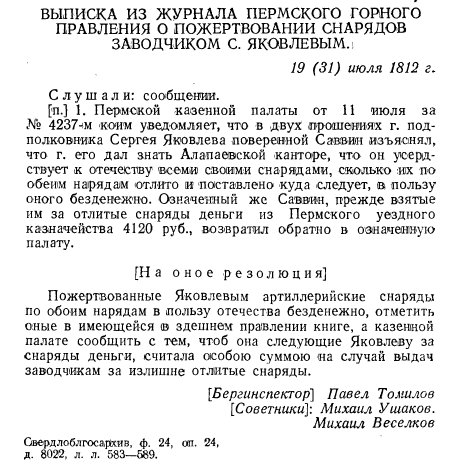 ВЫПИСКА ИЗ ЖУРНАЛА ПЕРМСКОГО ГОРНОГО
ПРАВЛЕНИЯ О ПОЖЕРТВОВАНИИ СНАРЯДОВ
ЗАВОДЧИКОМ С. ЯКОВЛЕВЫМ.
19 (31) июля 1812 г.
Слушали: сообщении.
[п.] 1. Пермской казенной палаты от 11 июля за
№ 4237-м коим уведомляет, что в двух прошениях г. под-
полковника Сергея Яковлева поверенной Саввин изъяснял,
что г. его дал знать Алапаевской канторе, что он усерд-
ствует к отечеству всеми своими снарядами, сколько их по
обеим нарядам отлито и поставлено куда следует, в пользу
оного безденежно. Означенный же Саввин, прежде взятые
им за отлитые снаряды деньги из Пермского уездного
казначейства 4120 руб., возвратил обратно в означенную
палату.
[На оное резолюция]
Пожертвованные Яковлевым артиллерийские снаряды
по обоим нарядам в пользу отечества безденежно, отметить
оные в имеющейся в здешнем правлении книге, а казенной
палате сообщить с тем, чтоб она следующие Яковлеву за
снаряды деньги, считала особою суммою на случай выдач
заводчикам за излишне отлитые снаряды.
[Бергинспектор] Павел Томилов
[Советники]: Михаил Ушаков.
Михаил Веселков
Свердлоблгосархив, ф. 24, оп. 24,
д. 8022, л. л. 583—589.